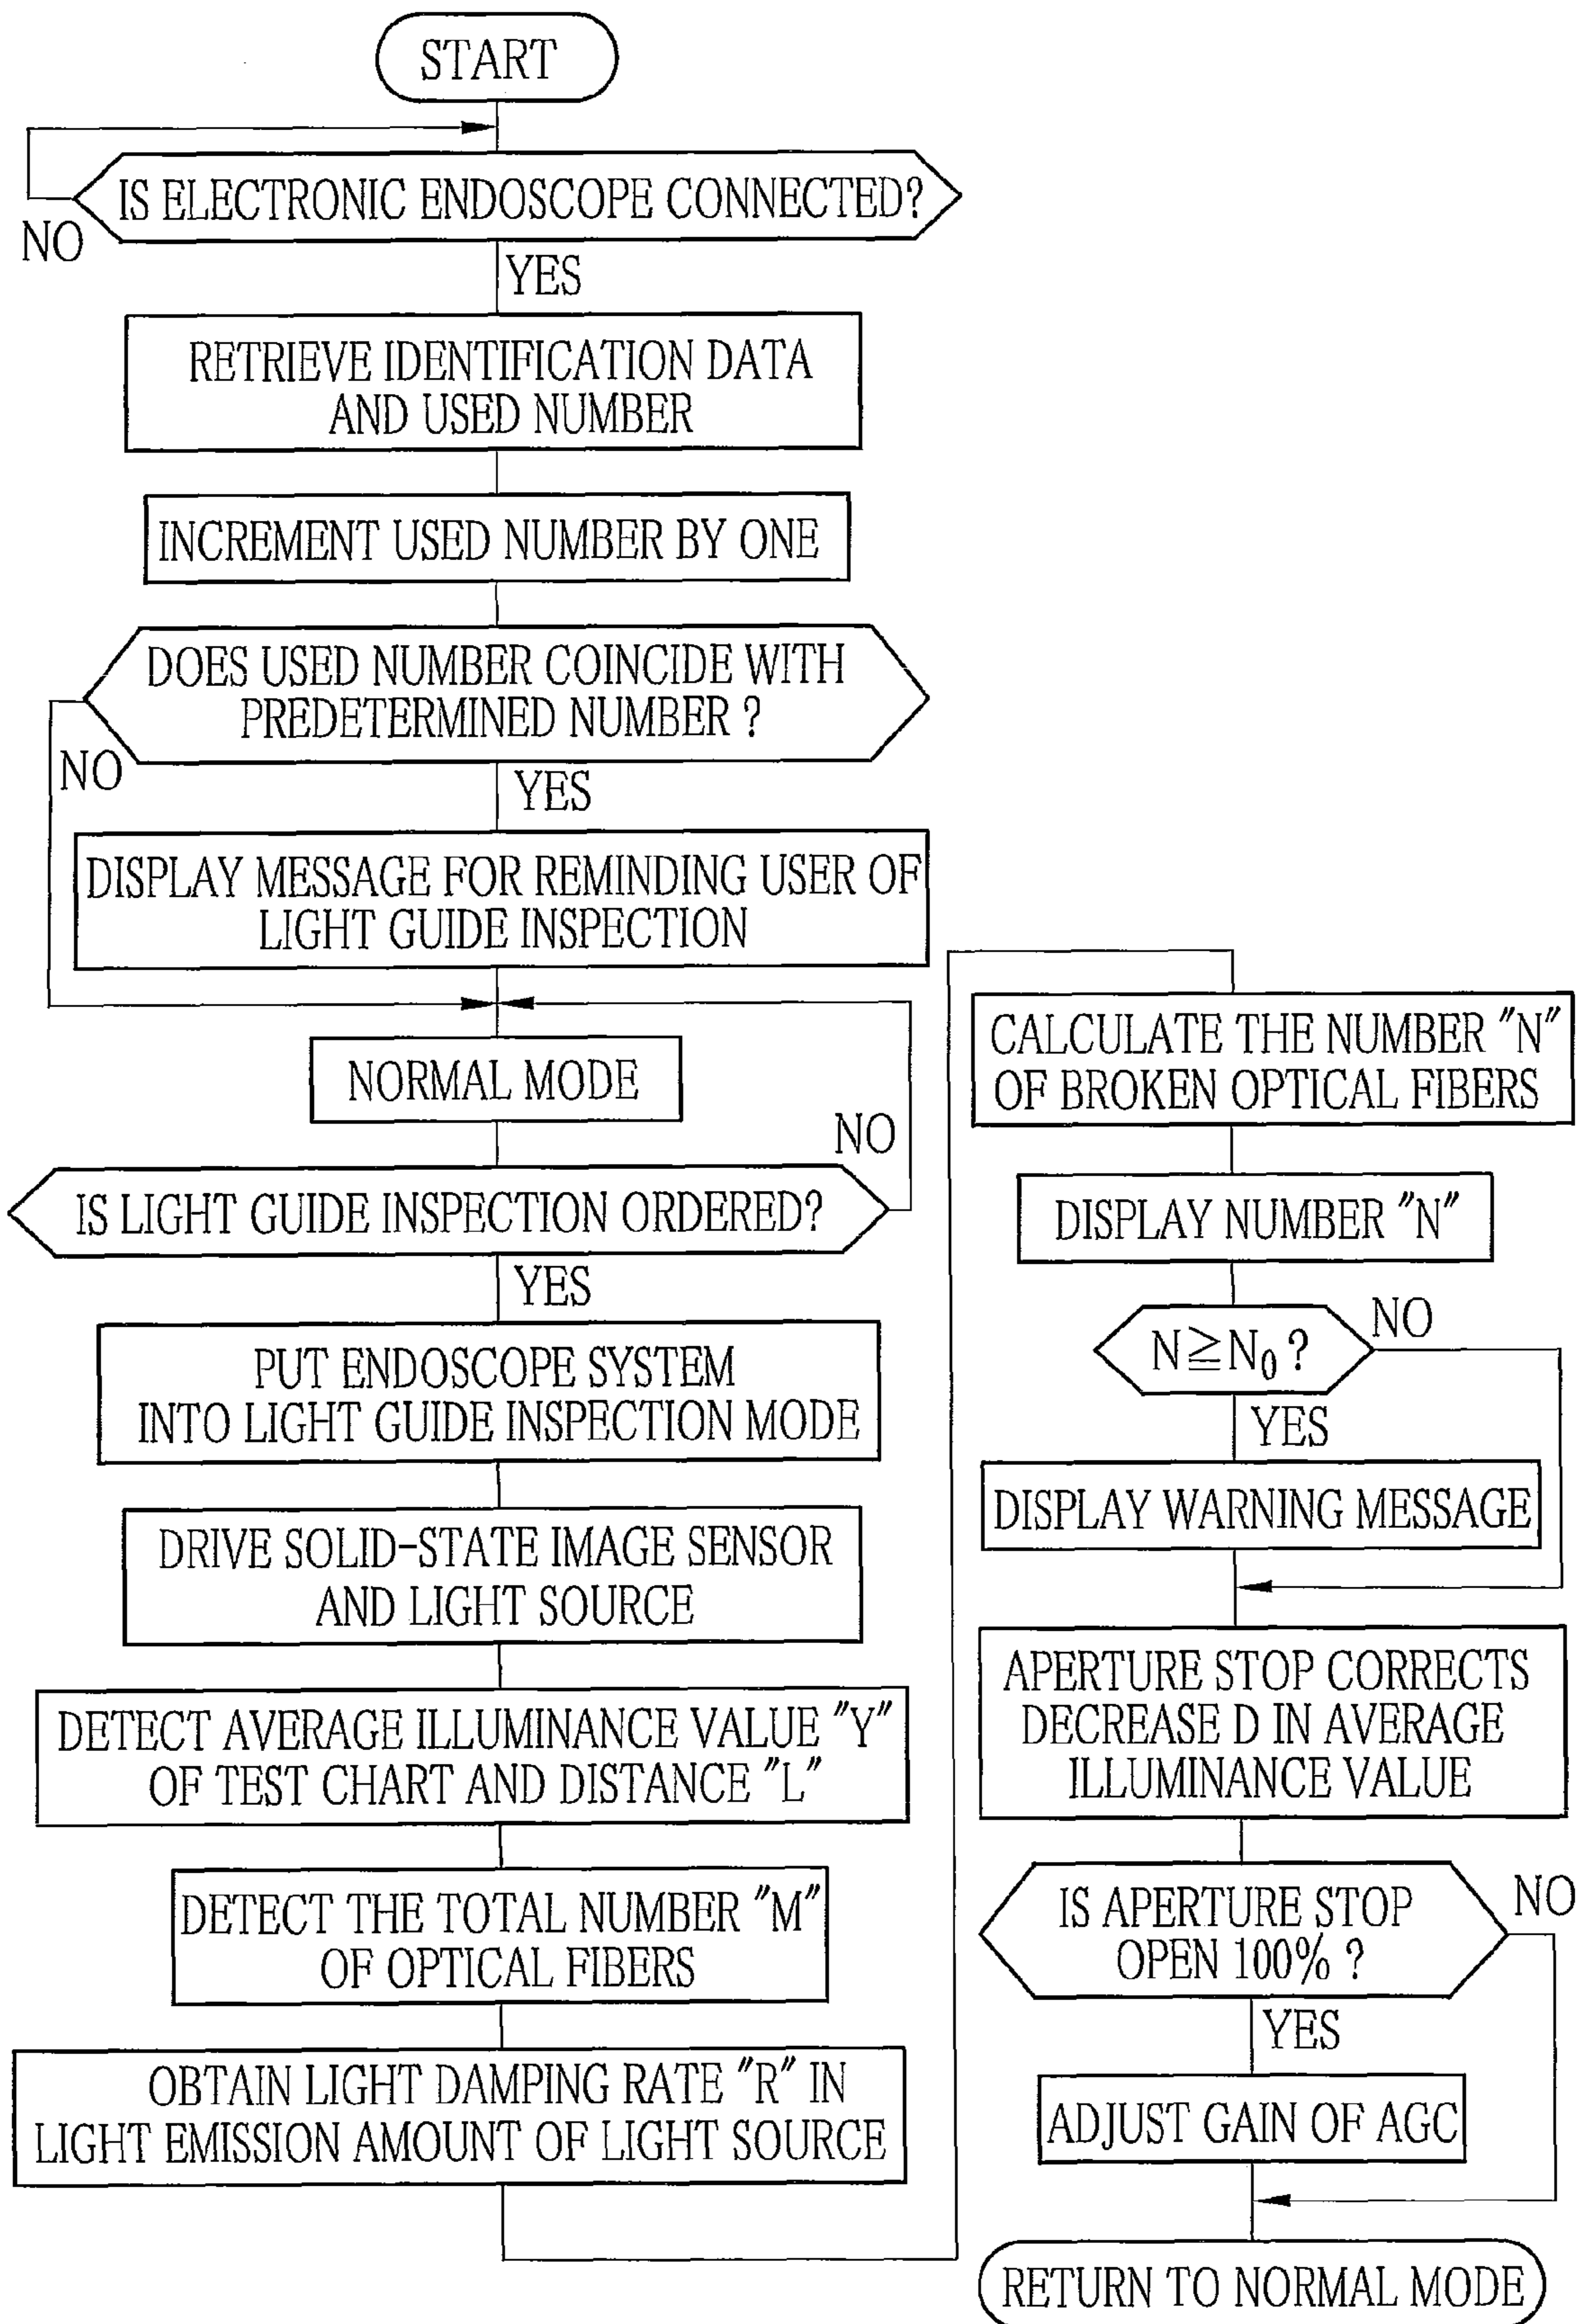 START
IS ELECTRONIC ENDOSCOPE CONNECTED?
NO
YES
RETRIEVE IDENTIFICATION DATA
AND USED NUMBER
INCREMENT USED NUMBER BY ONE
DOES USED NUMBER COINCIDE WITH
PREDETERMINED NUMBER ?
NO
YES
DISPLAY MESSAGE FOR REMINDING USER OF
LIGHT GUIDE INSPECTION
NORMAL MODE
NO
IS LIGHT GUIDE INSPECTION ORDERED?
YES
PUT ENDOSCOPE SYSTEM
INTO LIGHT GUIDE INSPECTION MODE
DRIVE SOLID-STATE IMAGE SENSOR
AND LIGHT SOURCE
DETECT AVERAGE ILLUMINANCE VALUE "Y"
OF TEST CHART AND DISTANCE "L"
DETECT THE TOTAL NUMBER "M"
OF OPTICAL FIBERS
OBTAIN LIGHT DAMPING RATE "R" IN
LIGHT EMISSION AMOUNT OF LIGHT SOURCE
CALCULATE THE NUMBER "N"
OF BROKEN OPTICAL FIBERS
DISPLAY NUMBER "N"
N≧N₀ ?
NO
YES
DISPLAY WARNING MESSAGE
APERTURE STOP CORRECTS
DECREASE D IN AVERAGE
ILLUMINANCE VALUE
IS APERTURE STOP
OPEN 100% ?
NO
YES
ADJUST GAIN OF AGC
RETURN TO NORMAL MODE